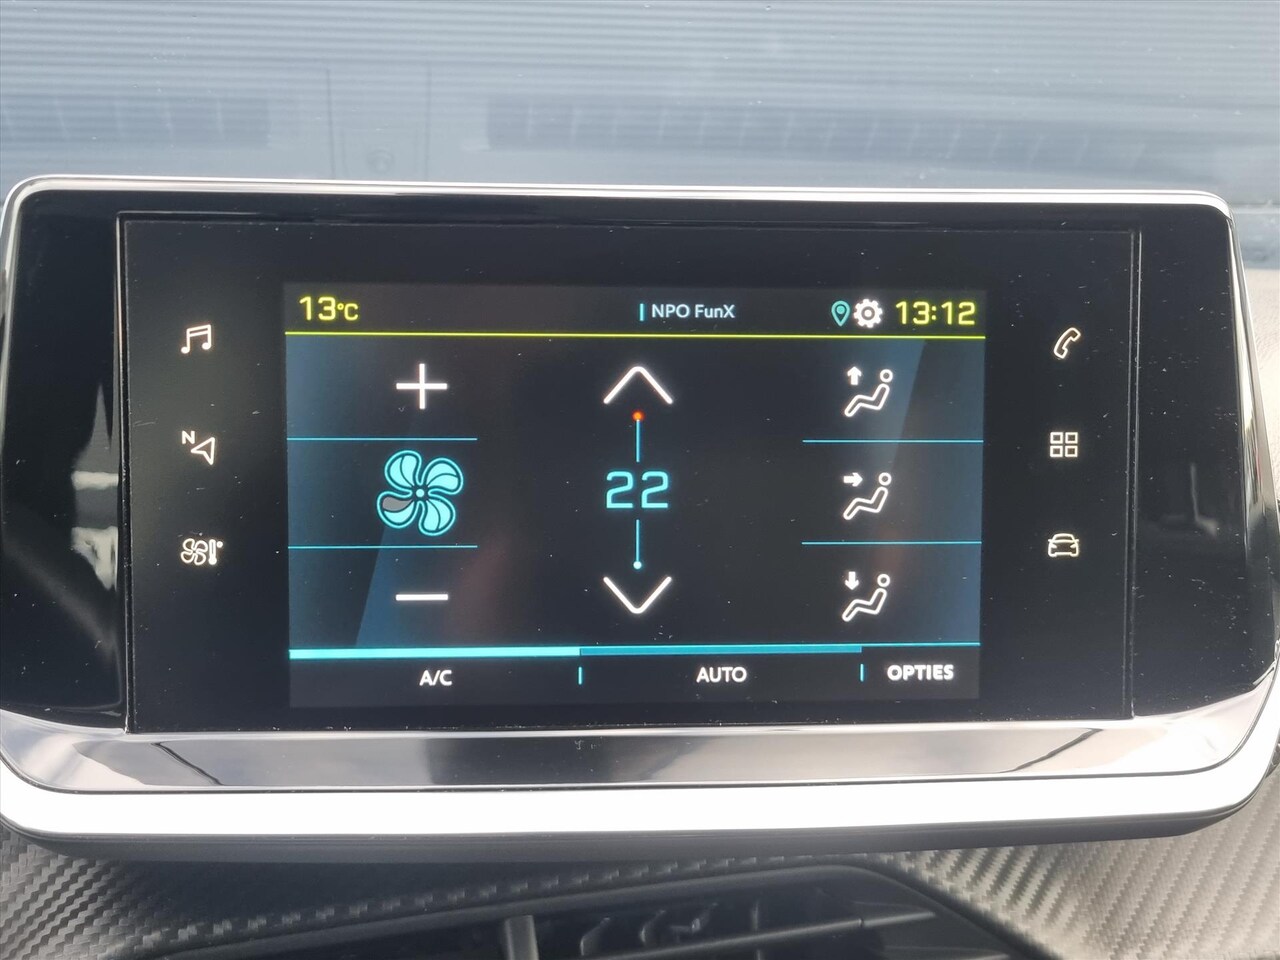 13°C
NPO FunX
13:12
N
22
A/C
AUTO
OPTIES